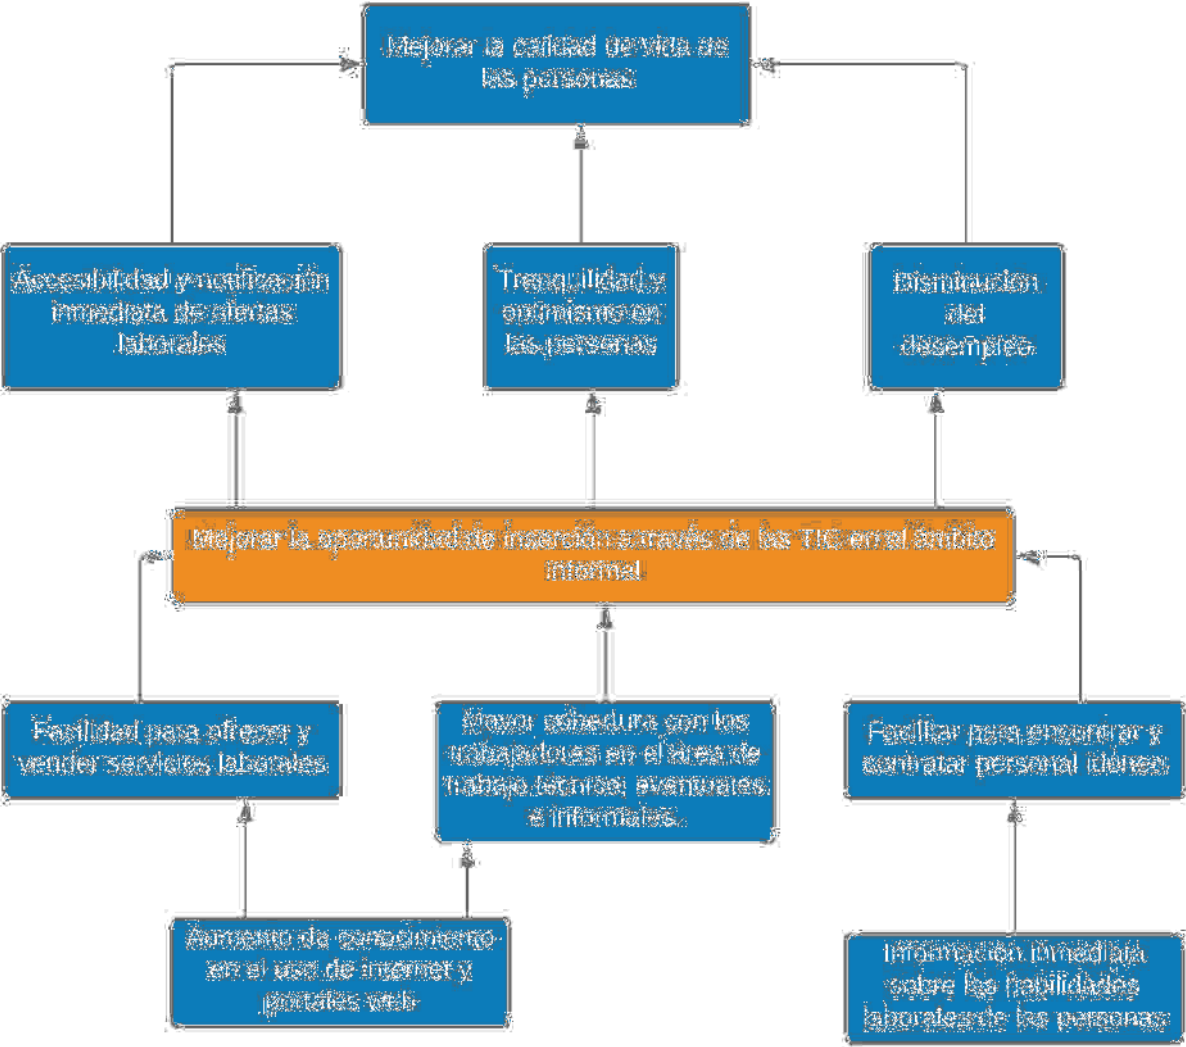 Mejorar la calidad de vida de
las personas
Accesibilidad y notificación
inmediata de ofertas
laborales
Tranquilidad y
optimismo en
las personas
Disminución
del
desempleo
Mejorar la oportunidad de inserción a través de las TIC en el ámbito
informal
Facilidad para ofrecer y
vender servicios laborales
Mayor cobertura con los
trabajadores en el área de
trabajo técnico, eventuales
e informales.
Facilitar para encontrar y
contratar personal idóneo
Aumento de conocimiento
en el uso de internet y
portales web
Información inmediata
sobre las habilidades
laborales de las personas